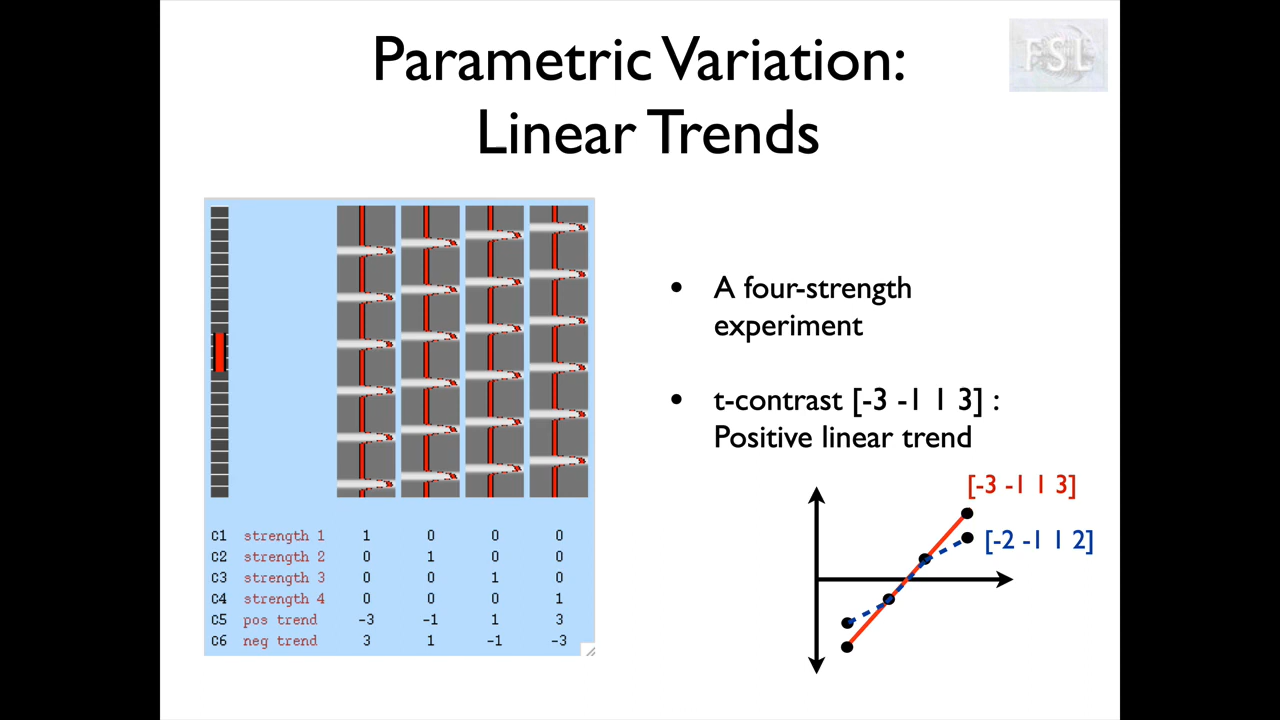 Parametric Variation:
Linear Trends
FSL
• A four-strength
experiment
• t-contrast [-3 -1 1 3] :
Positive linear trend
[-3 -1 1 3]
[-2 -1 1 2]
C1 strength 1 1 0 0 0
C2 strength 2 0 1 0 0
C3 strength 3 0 0 1 0
C4 strength 4 0 0 0 1
C5 pos trend -3 -1 1 3
C6 neg trend 3 1 -1 -3